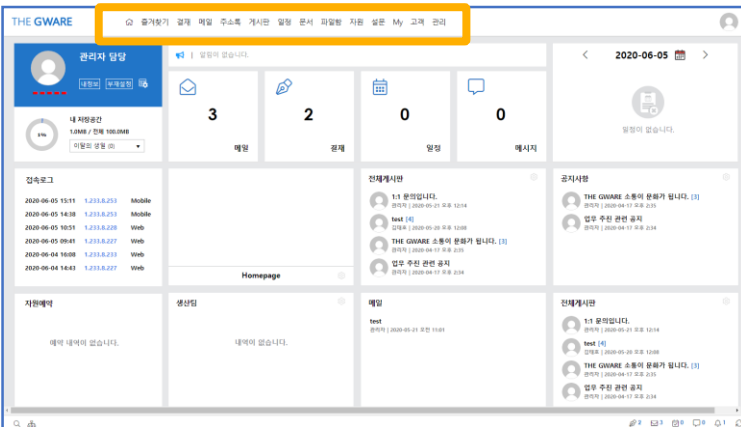 THE GWARE
즐겨찾기 결재 메일 주소록 게시판 일정 문서 파일함 자원 설문 My 고객 관리
관리자 담당
내정보 부재설정
내 저장공간
1.0MB / 전체 100.0MB
이달의 생일 (0)
알림이 없습니다.
3
메일
2
결재
0
일정
0
메시지
2020-06-05
일정이 없습니다.
접속로그
2020-06-05 15:11 1.233.8.253 Mobile
2020-06-05 14:38 1.233.8.253 Mobile
2020-06-05 10:51 1.233.8.228 Web
2020-06-05 09:41 1.233.8.227 Web
2020-06-04 16:08 1.233.8.233 Web
2020-06-04 14:43 1.233.8.227 Web
Homepage
전체게시판
1:1 문의입니다.
관리자 | 2020-05-21 오후 12:14
test [4]
김태호 | 2020-05-20 오후 12:08
THE GWARE 소통이 문화가 됩니다. [3]
관리자 | 2020-04-17 오후 2:35
업무 추진 관련 공지
관리자 | 2020-04-17 오후 2:34
공지사항
THE GWARE 소통이 문화가 됩니다. [3]
관리자 | 2020-04-17 오후 2:35
업무 추진 관련 공지
관리자 | 2020-04-17 오후 2:34
자원예약
예약 내역이 없습니다.
생산팀
내역이 없습니다.
메일
test
관리자 | 2020-05-21 오전 11:01
전체게시판
1:1 문의입니다.
관리자 | 2020-05-21 오후 12:14
test [4]
김태호 | 2020-05-20 오후 12:08
THE GWARE 소통이 문화가 됩니다. [3]
관리자 | 2020-04-17 오후 2:35
업무 추진 관련 공지
관리자 | 2020-04-17 오후 2:34
2 3 0 0 1